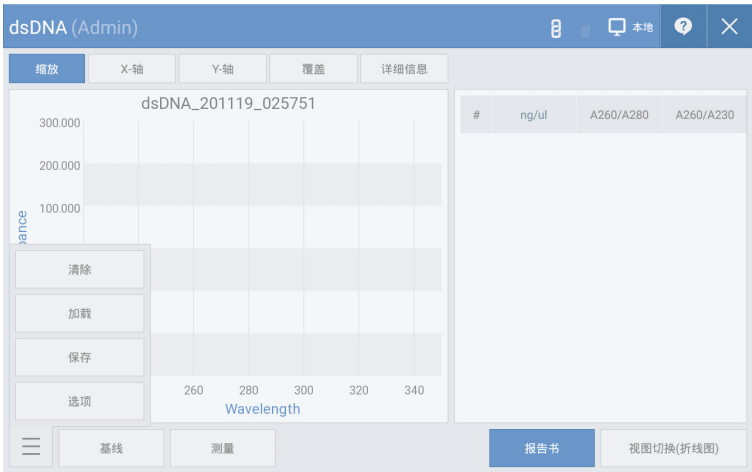 dsDNA (Admin)
本地
?
缩放
X-轴
Y-轴
覆盖
详细信息
dsDNA_201119_025751
300.000
200.000
100.000
260
280
300
320
340
Wavelength
#
ng/ul
A260/A280
A260/A230
清除
加载
保存
选项
基线
测量
报告书
视图切换(折线图)